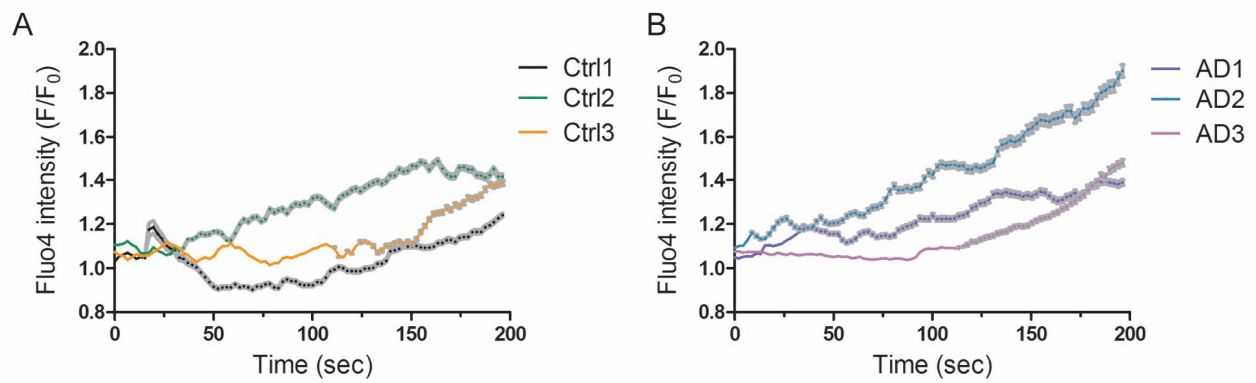 A
Fluo4 intensity (F/F0)
2.0
1.8
1.6
1.4
1.2
1.0
0.8
0
50
100
150
200
Time (sec)
Ctrl1
Ctrl2
Ctrl3
B
Fluo4 intensity (F/F0)
2.0
1.8
1.6
1.4
1.2
1.0
0.8
0
50
100
150
200
Time (sec)
AD1
AD2
AD3